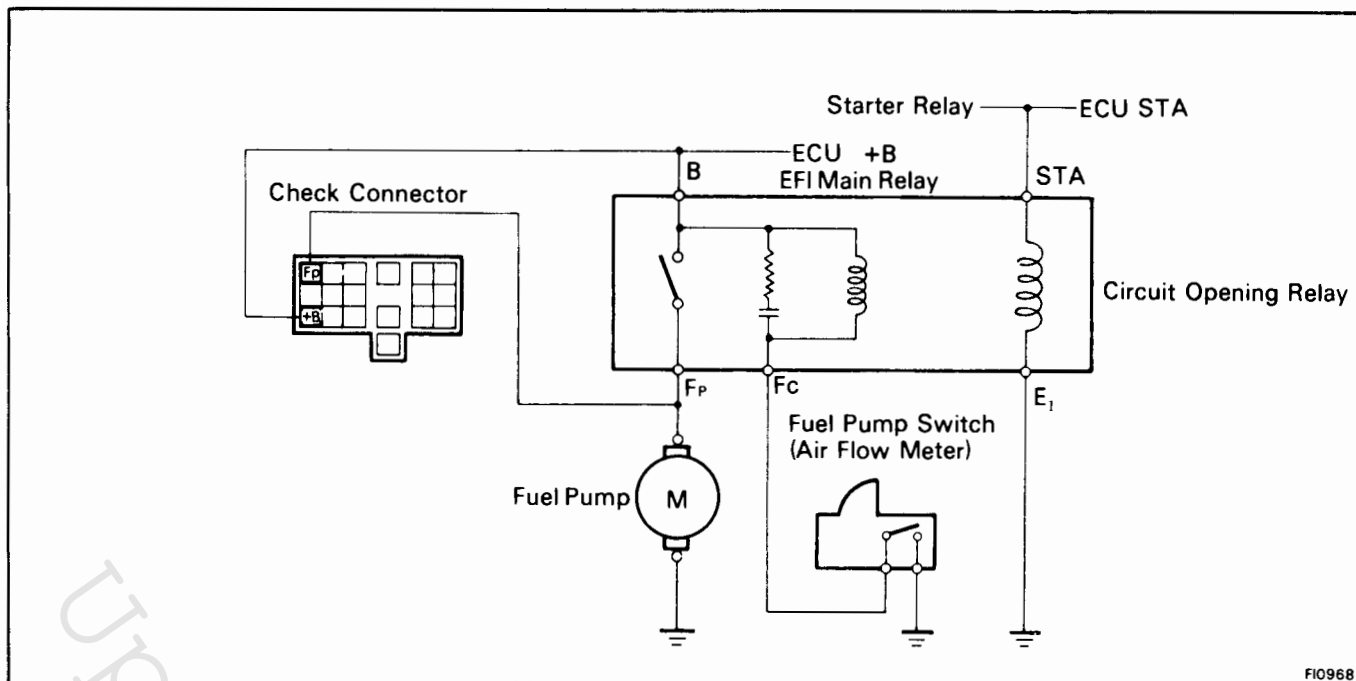 Starter Relay
ECU STA
ECU +B
B
EFI Main Relay
STA
Check Connector
Fp
+B
Circuit Opening Relay
FP
Fc
E1
Fuel Pump Switch
(Air Flow Meter)
Fuel Pump
M
FI0968